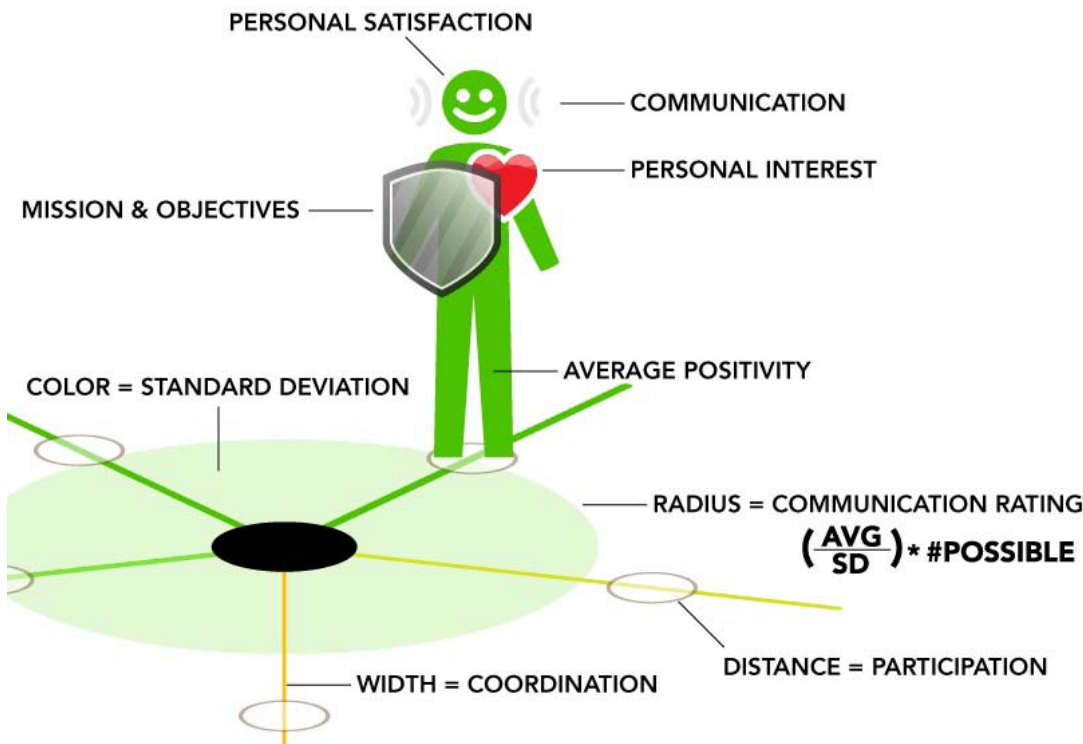 PERSONAL SATISFACTION
COMMUNICATION
PERSONAL INTEREST
MISSION & OBJECTIVES
AVERAGE POSITIVITY
COLOR = STANDARD DEVIATION
RADIUS = COMMUNICATION RATING
(AVG/SD) * #POSSIBLE
DISTANCE = PARTICIPATION
WIDTH = COORDINATION